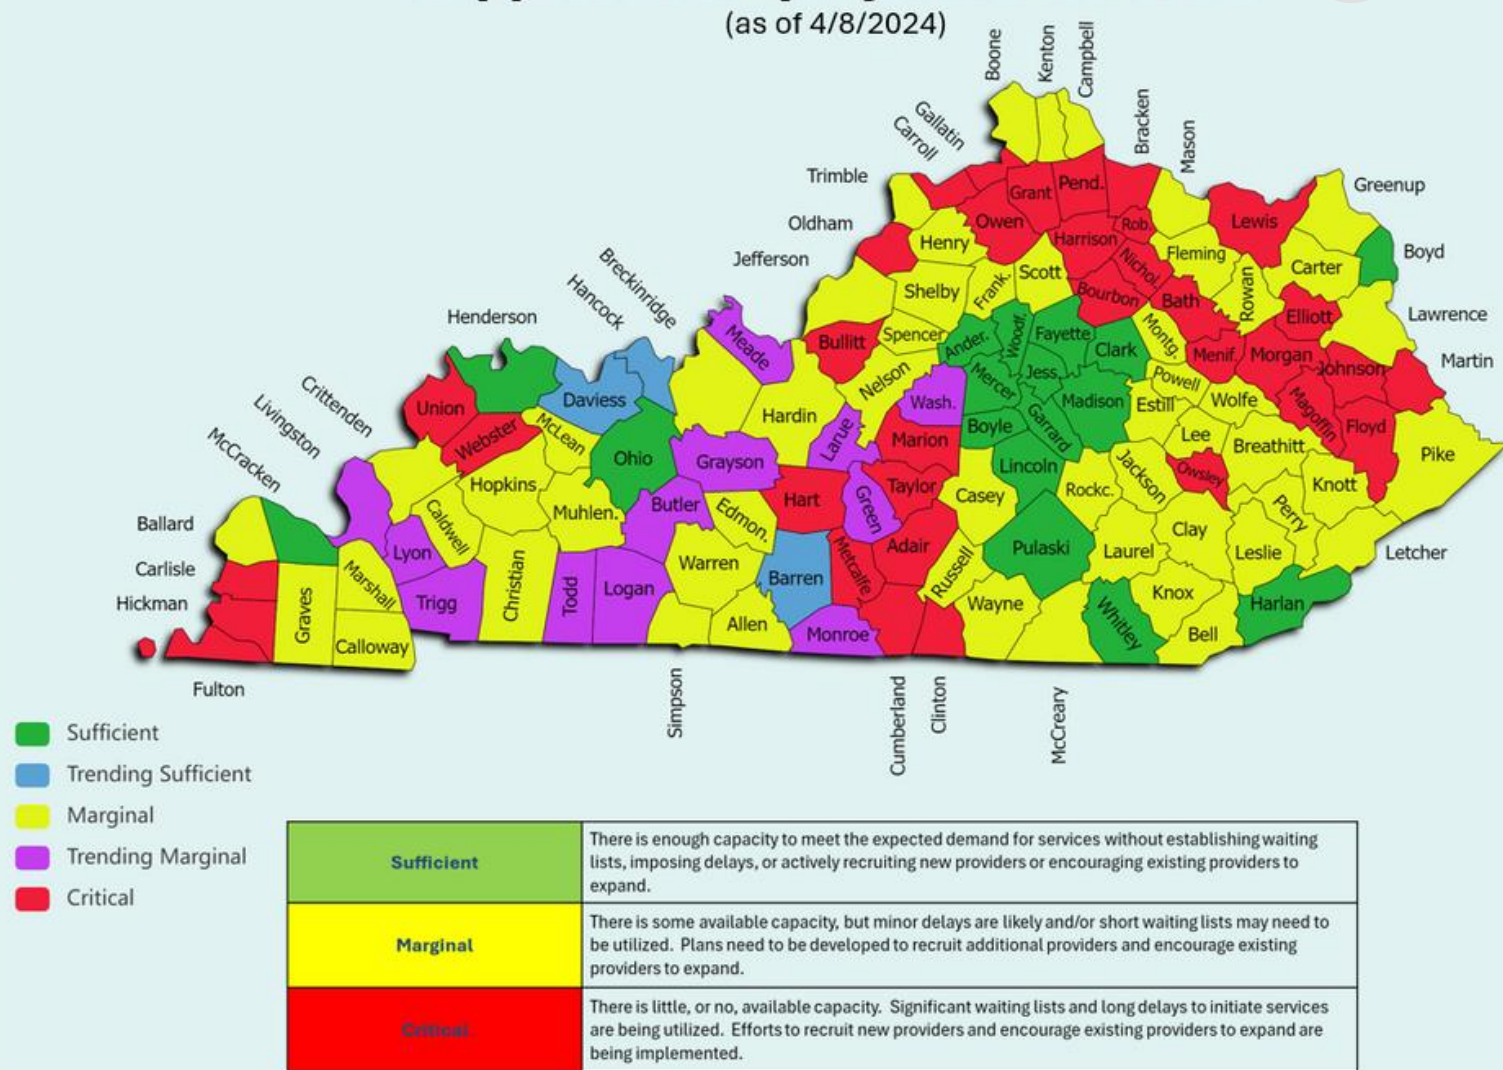 (as of 4/8/2024)
Boone
Kenton
Campbell
Gallatin
Carroll
Bracken
Mason
Trimble
Greenup
Grant
Pend.
Oldham
Owen
Rob.
Lewis
Henry
Harrison
Boyd
Jefferson
Fleming
Nichol.
Breckinridge
Hancock
Shelby
Frank.
Scott
Carter
Rowan
Bourbon
Bath
Henderson
Meade
Bullitt
Spencer
Ander.
Woodf.
Fayette
Montg.
Elliott
Lawrence
Clark
Menif.
Morgan
Johnson
Martin
Crittenden
Livingston
McCracken
Union
Daviess
Nelson
Mercer
Jess.
Powell
Wash.
Madison
Estill
Wolfe
Magoffin
Hardin
Webster
McLean
Larue
Marion
Boyle
Garrard
Floyd
Lee
Breathitt
Pike
Ohio
Grayson
Lincoln
Owsley
Hopkins
Taylor
Casey
Rockc.
Jackson
Knott
Hart
Green
Butler
Edmon.
Muhlen.
Perry
Ballard
Caldwell
Clay
Lyon
Adair
Pulaski
Laurel
Leslie
Letcher
Warren
Carlisle
Barren
Metcalfe
Russell
Marshall
Christian
Logan
Todd
Knox
Hickman
Trigg
Wayne
Whitley
Harlan
Graves
Allen
Monroe
Bell
Calloway
Fulton
Simpson
Cumberland
Clinton
McCreary
Sufficient
Trending Sufficient
Marginal
Trending Marginal
Critical
Sufficient
There is enough capacity to meet the expected demand for services without establishing waiting
lists, imposing delays, or actively recruiting new providers or encouraging existing providers to
expand.
Marginal
There is some available capacity, but minor delays are likely and/or short waiting lists may need to
be utilized. Plans need to be developed to recruit additional providers and encourage existing
providers to expand.
Critical
There is little, or no, available capacity. Significant waiting lists and long delays to initiate services
are being utilized. Efforts to recruit new providers and encourage existing providers to expand are
being implemented.